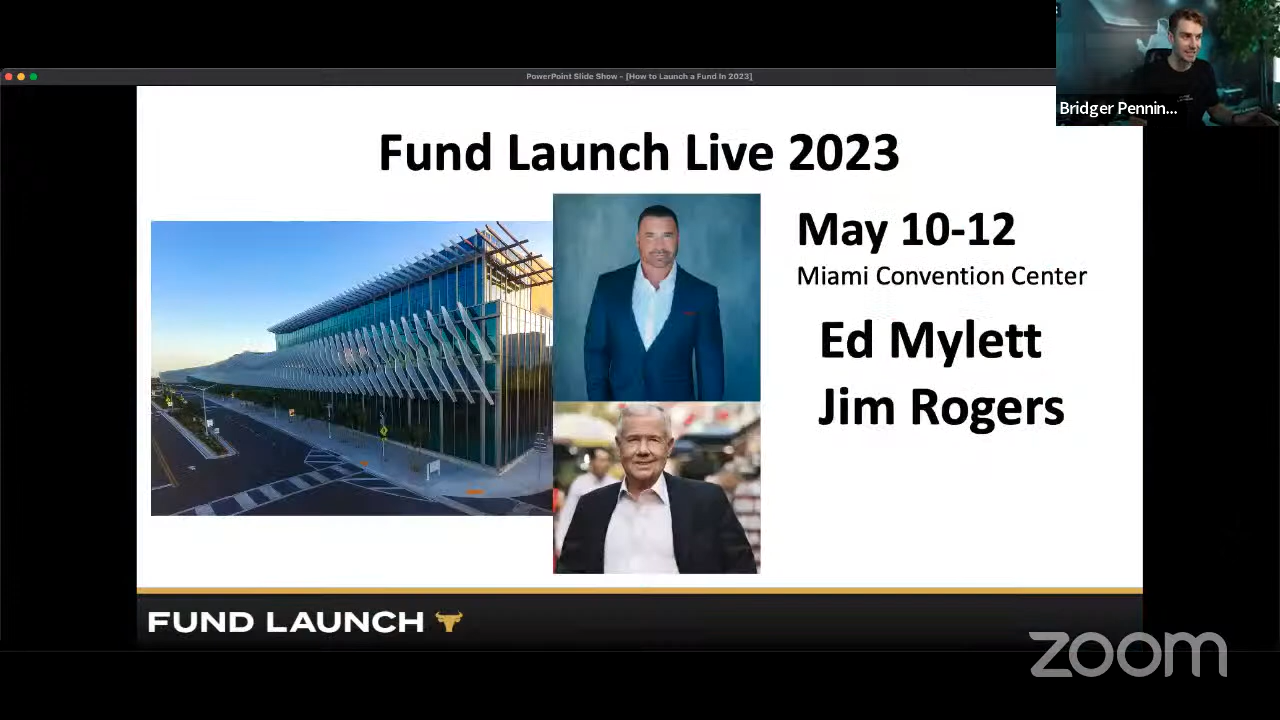 PowerPoint Slide Show - [How to Launch a Fund In 2023]
Bridger Pennin...
Fund Launch Live 2023
May 10-12
Miami Convention Center
Ed Mylett
Jim Rogers
FUND LAUNCH
zoom